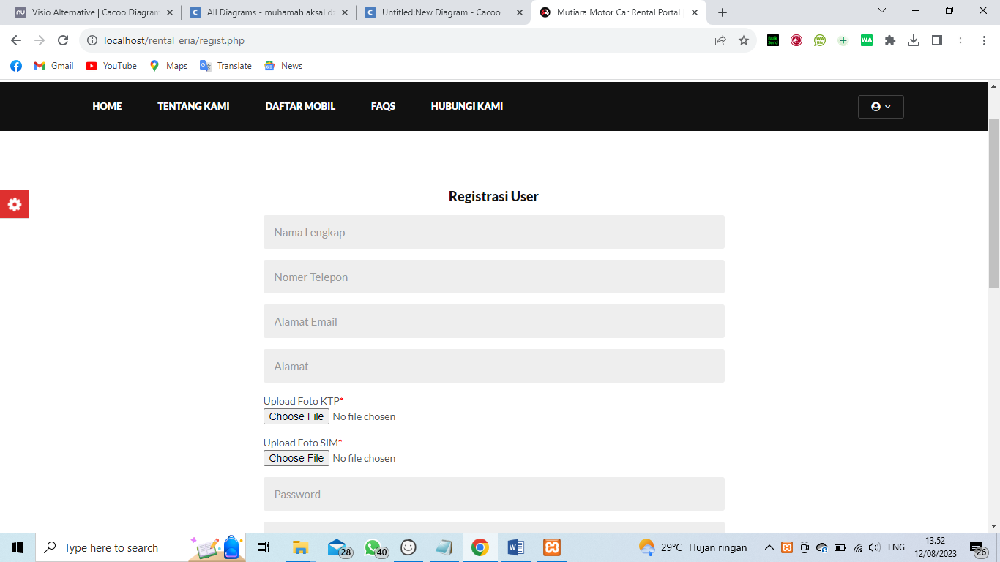 Visio Alternative | Cacoo Diagram
All Diagrams - muhamah aksal dz
Untitled:New Diagram - Cacoo
Mutiara Motor Car Rental Portal |
localhost/rental_eria/regist.php
Gmail
YouTube
Maps
Translate
News
HOME
TENTANG KAMI
DAFTAR MOBIL
FAQS
HUBUNGI KAMI
Registrasi User
Nama Lengkap
Nomer Telepon
Alamat Email
Alamat
Upload Foto KTP*
Choose File No file chosen
Upload Foto SIM*
Choose File No file chosen
Password
Type here to search
28
40
29°C Hujan ringan
ENG
13.52
12/08/2023
26